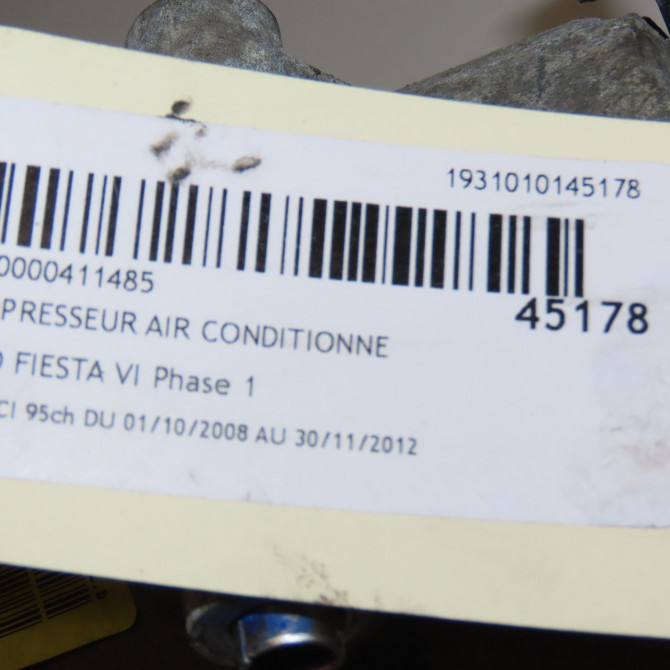 1931010145178
0000411485
45178
PRESSEUR AIR CONDITIONNE
FIESTA VI Phase 1
CI 95ch DU 01/10/2008 AU 30/11/2012